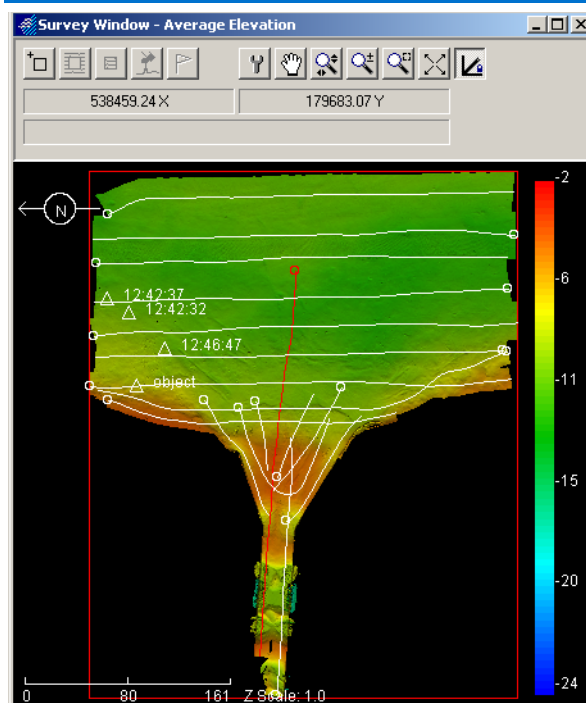 Survey Window - Average Elevation
538459.24 X 179683.07 Y
-2
N
-6
12:42:37
12:42:32
12:46:47
object
-11
-15
-20
-24
0 80 161 Z Scale: 1.0